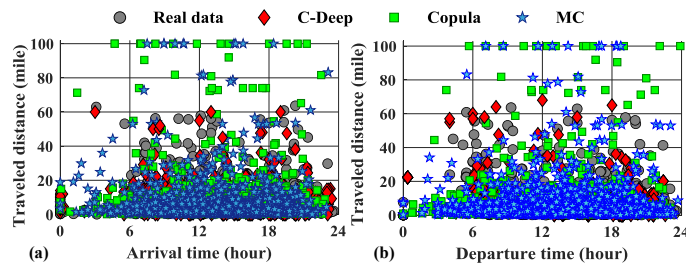 Real data C-Deep Copula MC
100 100
80 80
60 60
40 40
20 20
0 0
0 6 12 18 24 0 6 12 18 24
Traveled distance (mile) Traveled distance (mile)
(a) Arrival time (hour) (b) Departure time (hour)